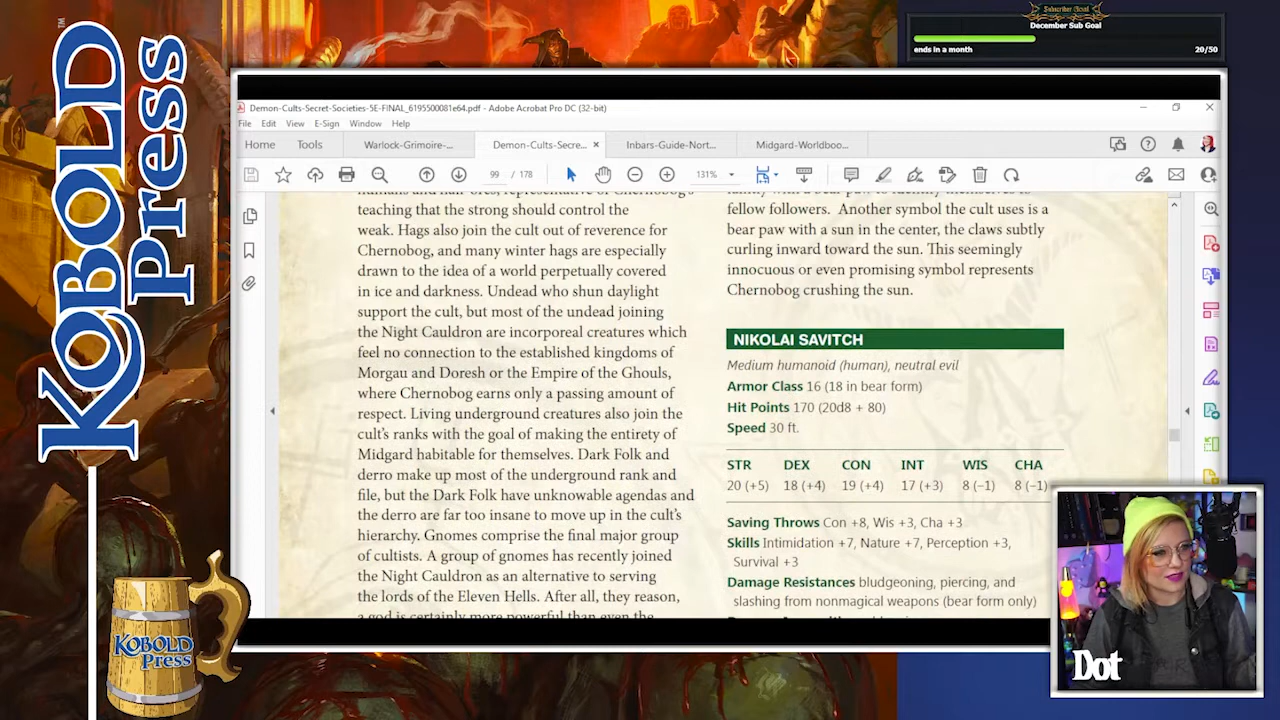 KOBOLD
Press
™
Subscriber Goal
December Sub Goal
ends in a month
20/50
Demon-Cults-Secret-Societies-5E-FINAL_6195500081e64.pdf - Adobe Acrobat Pro DC (32-bit)
File Edit View E-Sign Window Help
Home Tools Warlock-Grimoire-... Demon-Cults-Secre... × Inbars-Guide-Nort... Midgard-Worldboo...
99 / 178 131%
teaching that the strong should control the
weak. Hags also join the cult out of reverence for
Chernobog, and many winter hags are especially
drawn to the idea of a world perpetually covered
in ice and darkness. Undead who shun daylight
support the cult, but most of the undead joining
the Night Cauldron are incorporeal creatures which
feel no connection to the established kingdoms of
Morgau and Doresh or the Empire of the Ghouls,
where Chernobog earns only a passing amount of
respect. Living underground creatures also join the
cult's ranks with the goal of making the entirety of
Midgard habitable for themselves. Dark Folk and
derro make up most of the underground rank and
file, but the Dark Folk have unknowable agendas and
the derro are far too insane to move up in the cult's
hierarchy. Gnomes comprise the final major group
of cultists. A group of gnomes has recently joined
the Night Cauldron as an alternative to serving
the lords of the Eleven Hells. After all, they reason,
a god is certainly more powerful than even the
fellow followers. Another symbol the cult uses is a
bear paw with a sun in the center, the claws subtly
curling inward toward the sun. This seemingly
innocuous or even promising symbol represents
Chernobog crushing the sun.
NIKOLAI SAVITCH
Medium humanoid (human), neutral evil
Armor Class 16 (18 in bear form)
Hit Points 170 (20d8 + 80)
Speed 30 ft.
STR DEX CON INT WIS CHA
20 (+5) 18 (+4) 19 (+4) 17 (+3) 8 (−1) 8 (−1)
Saving Throws Con +8, Wis +3, Cha +3
Skills Intimidation +7, Nature +7, Perception +3,
Survival +3
Damage Resistances bludgeoning, piercing, and
slashing from nonmagical weapons (bear form only)
KOBOLD
Press
Dot